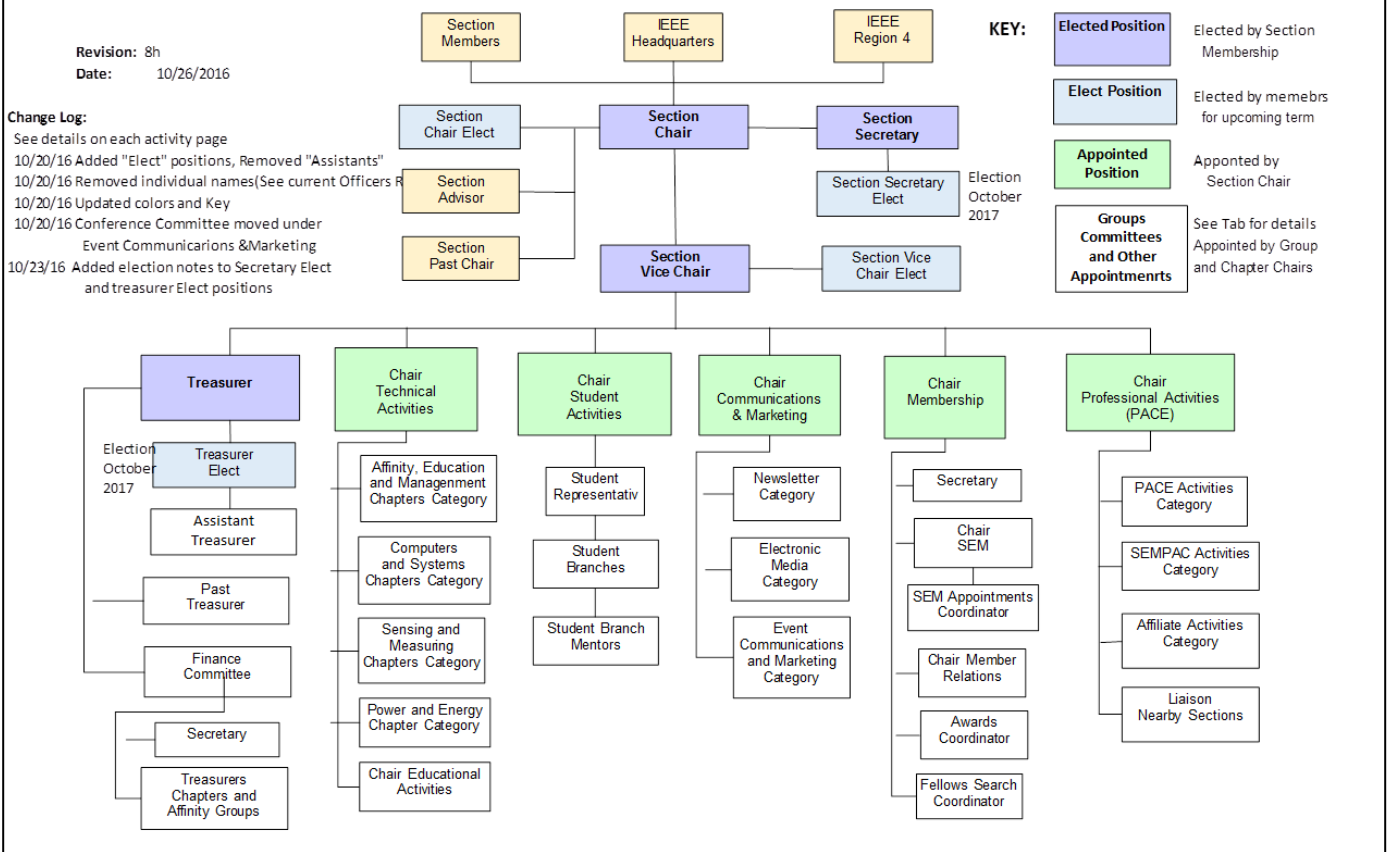 Revision: 8h
Date: 10/26/2016
Change Log:
See details on each activity page
10/20/16 Added "Elect" positions, Removed "Assistants"
10/20/16 Removed individual names(See current Officers R
10/20/16 Updated colors and Key
10/20/16 Conference Committee moved under
Event Communicarions &Marketing
10/23/16 Added election notes to Secretary Elect
and treasurer Elect positions
Section
Members
IEEE
Headquarters
IEEE
Region 4
KEY:
Elected Position
Elected by Section
Membership
Elect Position
Elected by memebrs
for upcoming term
Appointed
Position
Apponted by
Section Chair
Groups
Committees
and Other
Appointmenrts
See Tab for details
Appointed by Group
and Chapter Chairs
Section
Chair Elect
Section
Chair
Section
Secretary
Section
Advisor
Section Secretary
Elect
Election
October
2017
Section
Past Chair
Section
Vice Chair
Section Vice
Chair Elect
Treasurer
Election
October
2017
Treasurer
Elect
Assistant
Treasurer
Past
Treasurer
Finance
Committee
Secretary
Treasurers
Chapters and
Affinity Groups
Chair
Technical
Activities
Affinity, Education
and Managenment
Chapters Category
Computers
and Systems
Chapters Category
Sensing and
Measuring
Chapters Category
Power and Energy
Chapter Category
Chair Educational
Activities
Chair
Student
Activities
Student
Representativ
Student
Branches
Student Branch
Mentors
Chair
Communications
& Marketing
Newsletter
Category
Electronic
Media
Category
Event
Communications
and Marketing
Category
Chair
Membership
Secretary
Chair
SEM
SEM Appointments
Coordinator
Chair Member
Relations
Awards
Coordinator
Fellows Search
Coordinator
Chair
Professional Activities
(PACE)
PACE Activities
Category
SEMPAC Activities
Category
Affiliate Activities
Category
Liaison
Nearby Sections